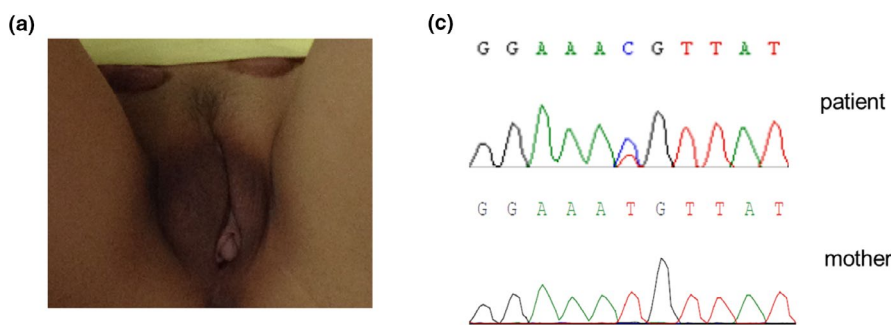 (a)
(c)
G G A A A C G T T A T
patient
G G A A A T G T T A T
mother